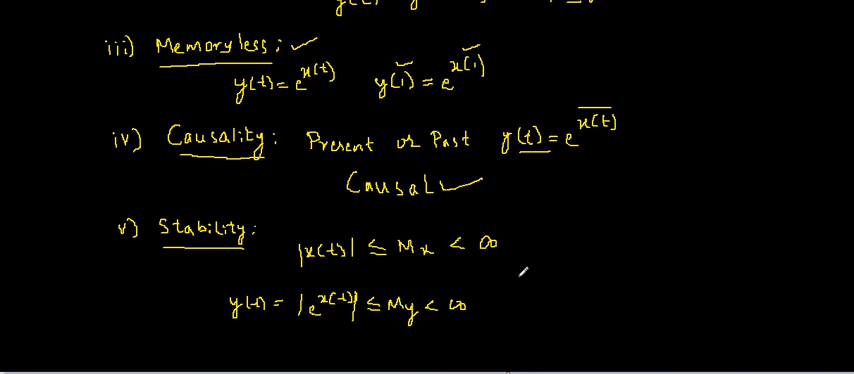 iii) Memoryless : ✓
y(t) = e^x(t) y(1) = e^x(1)
iv) Causality : Present or Past y(t) = e^x(t)
Causal ✓
v) Stability :
|x(t)| ≤ Mx < ∞
y(t) = |e^x(t)| ≤ My < ∞